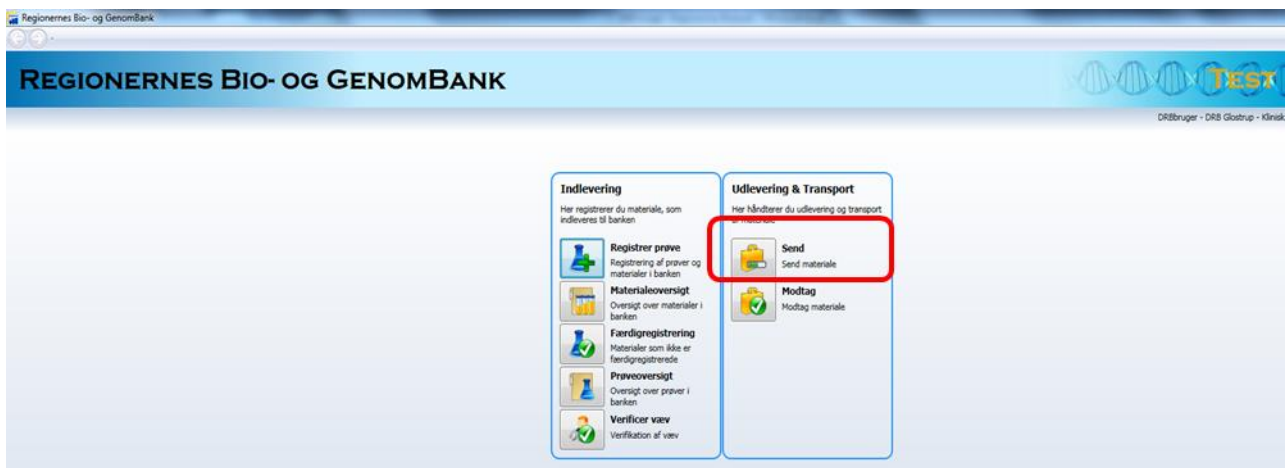 Regionernes Bio- og GenomBank
REGIONERNES BIO- OG GENOMBANK
TEST
DRBbruger - DRB Glostrup - Klinisk
Indlevering
Her registrerer du materiale, som
indleveres til banken
Registrer prøve
Registrering af prøver og
materialer i banken
Materialeoversigt
Oversigt over materialer i
banken
Færdigregistrering
Materialer som ikke er
færdigregistrerede
Prøveoversigt
Oversigt over prøver i
banken
Verificer væv
Verifikation af væv
Udlevering & Transport
Her håndterer du udlevering og transport
af materiale
Send
Send materiale
Modtag
Modtag materiale